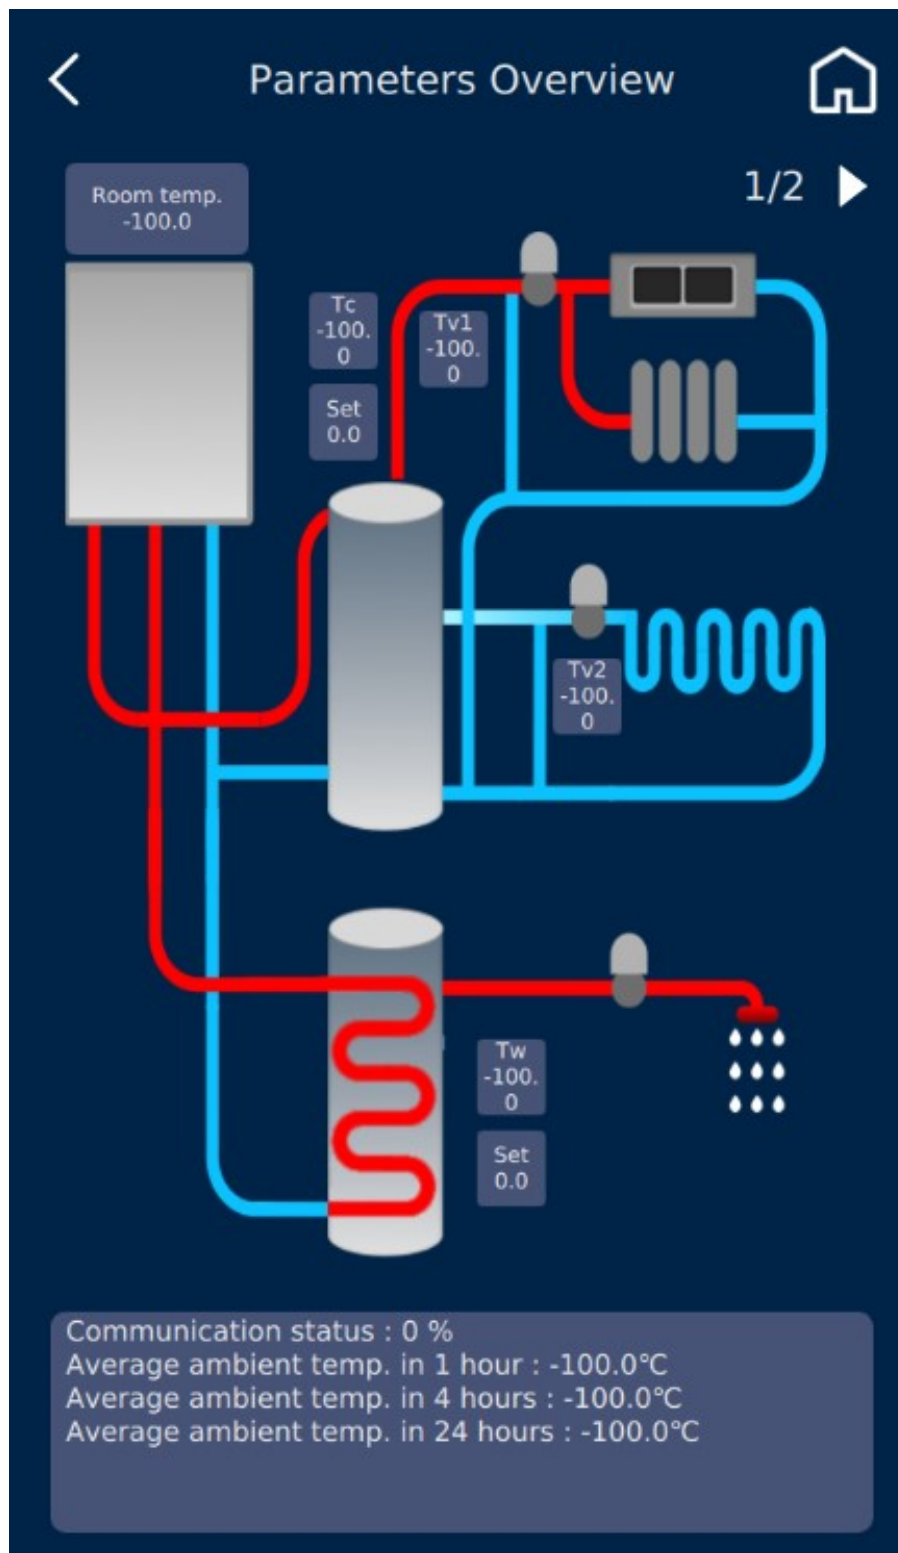 Parameters Overview
1/2
Room temp.
-100.0
Tc
-100.
0
Set
0.0
Tv1
-100.
0
Tv2
-100.
0
Tw
-100.
0
Set
0.0
Communication status : 0 %
Average ambient temp. in 1 hour : -100.0℃
Average ambient temp. in 4 hours : -100.0℃
Average ambient temp. in 24 hours : -100.0℃